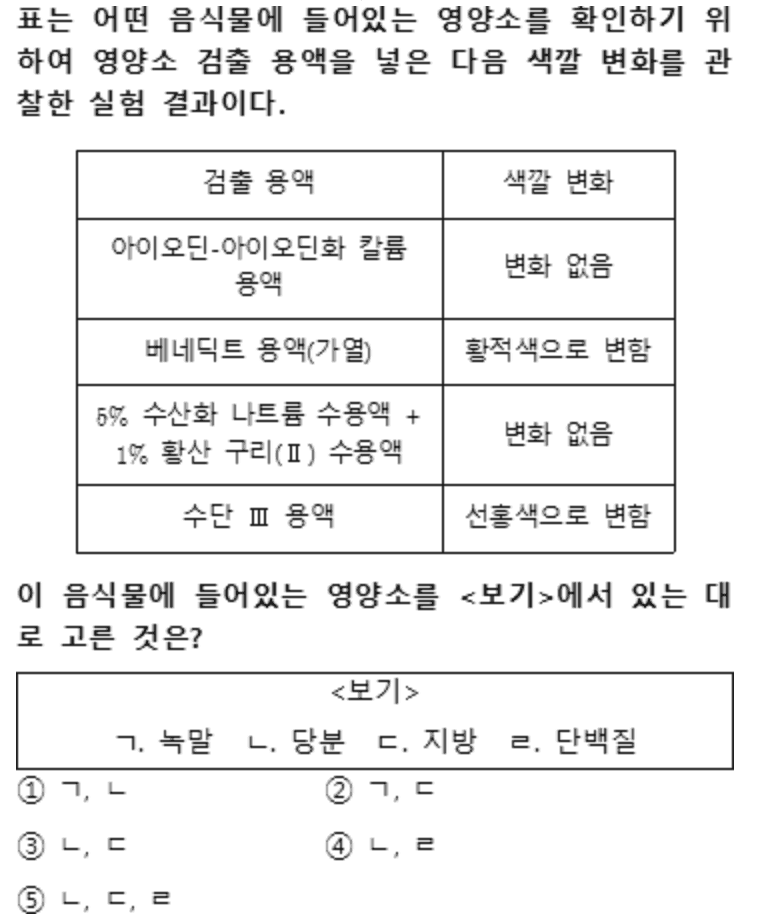 표는 어떤 음식물에 들어있는 영양소를 확인하기 위
하여 영양소 검출 용액을 넣은 다음 색깔 변화를 관
찰한 실험 결과이다.
검출 용액 색깔 변화
아이오딘-아이오딘화 칼륨
용액
변화 없음
베네딕트 용액(가열) 황적색으로 변함
5% 수산화 나트륨 수용액 +
1% 황산 구리(Ⅱ) 수용액
변화 없음
수단 Ⅲ 용액 선홍색으로 변함
이 음식물에 들어있는 영양소를 <보기>에서 있는 대
로 고른 것은?
<보기>
ㄱ. 녹말 ㄴ. 당분 ㄷ. 지방 ㄹ. 단백질
① ㄱ, ㄴ ② ㄱ, ㄷ
③ ㄴ, ㄷ ④ ㄴ, ㄹ
⑤ ㄴ, ㄷ, ㄹ